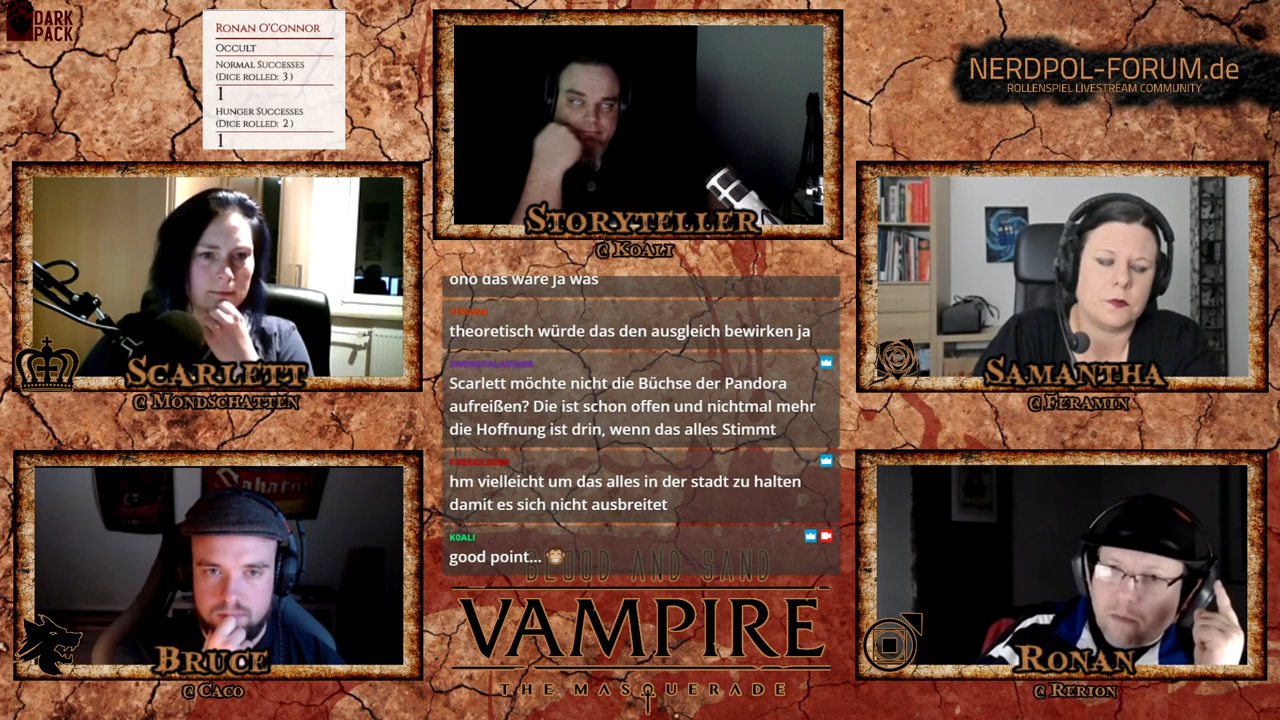 DARK
PACK
Ronan O'Connor
Occult
Normal Successes
(Dice rolled: 3 )
1
Hunger Successes
(Dice rolled: 2 )
1
NERDPOL-FORUM.de
ROLLENSPIEL LIVESTREAM COMMUNITY
Storyteller
@ KoAli
Scarlett
@ Mondschatten
Samantha
@ Feramin
oho das wäre ja was
theoretisch würde das den ausgleich bewirken ja
Scarlett möchte nicht die Büchse der Pandora
aufreißen? Die ist schon offen und nichtmal mehr
die Hoffnung ist drin, wenn das alles Stimmt
hm vielleicht um das alles in der stadt zu halten
damit es sich nicht ausbreitet
KOALI
good point...
BLOOD AND SAND
VAMPIRE
THE MASQUERADE
Bruce
@ Caco
Ronan
@ Rerion